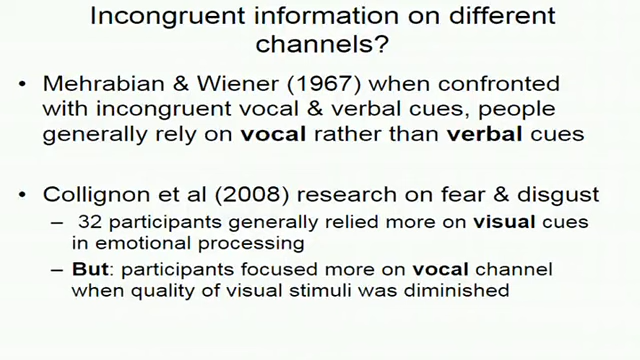 Incongruent information on different
channels?
• Mehrabian & Wiener (1967) when confronted
with incongruent vocal & verbal cues, people
generally rely on vocal rather than verbal cues
• Collignon et al (2008) research on fear & disgust
– 32 participants generally relied more on visual cues
in emotional processing
– But: participants focused more on vocal channel
when quality of visual stimuli was diminished